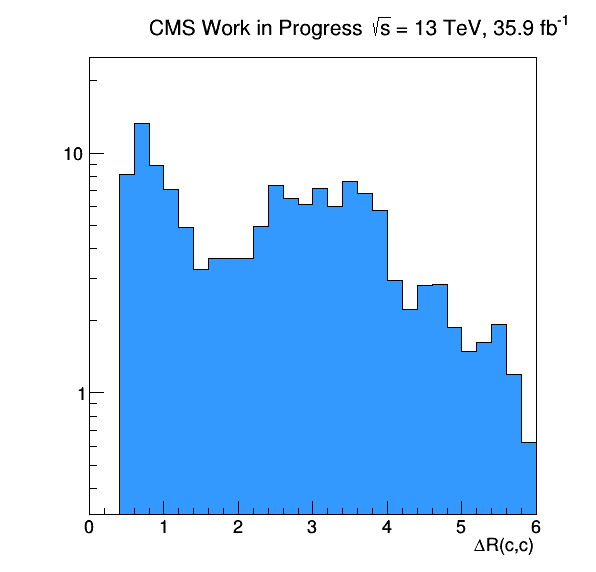 CMS Work in Progress √s = 13 TeV, 35.9 fb⁻¹
10
1
0 1 2 3 4 5 6
ΔR(c,c)